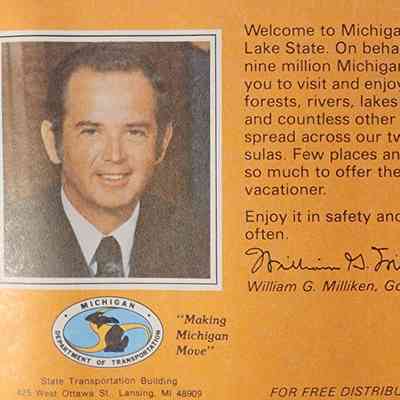 Welcome to Michiga
Lake State. On beha
nine million Michigan
you to visit and enjoy
forests, rivers, lakes
and countless other
spread across our tw
sulas. Few places an
so much to offer the
vacationer.
Enjoy it in safety and
often.
William G. Mil
William G. Milliken, Go
MICHIGAN
DEPARTMENT OF TRANSPORTATION
"Making
Michigan
Move"
State Transportation Building
425 West Ottawa St. Lansing, MI 48909
FOR FREE DISTRIBU